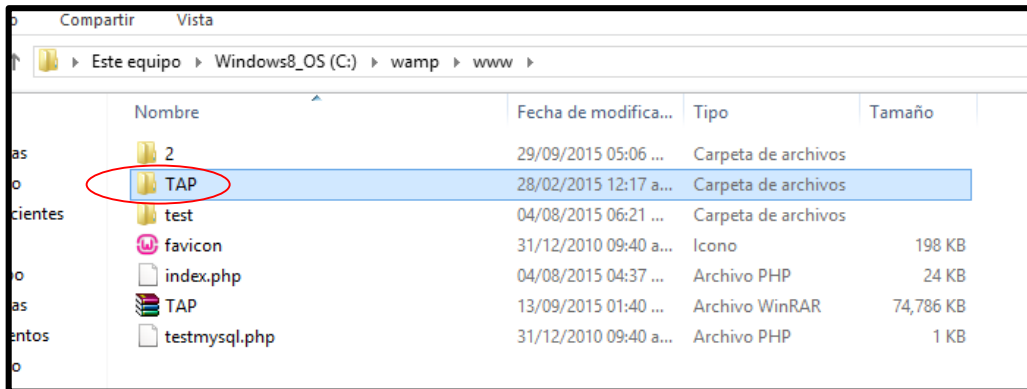 Compartir Vista
Este equipo Windows8_OS (C:) wamp www
Nombre Fecha de modifica... Tipo Tamaño
2 29/09/2015 05:06 ... Carpeta de archivos
as TAP 28/02/2015 12:17 a... Carpeta de archivos
cientes test 04/08/2015 06:21 ... Carpeta de archivos
favicon 31/12/2010 09:40 a... Icono 198 KB
index.php 04/08/2015 04:37 ... Archivo PHP 24 KB
as TAP 13/09/2015 01:40 ... Archivo WinRAR 74,786 KB
entos testmysql.php 31/12/2010 09:40 a... Archivo PHP 1 KB